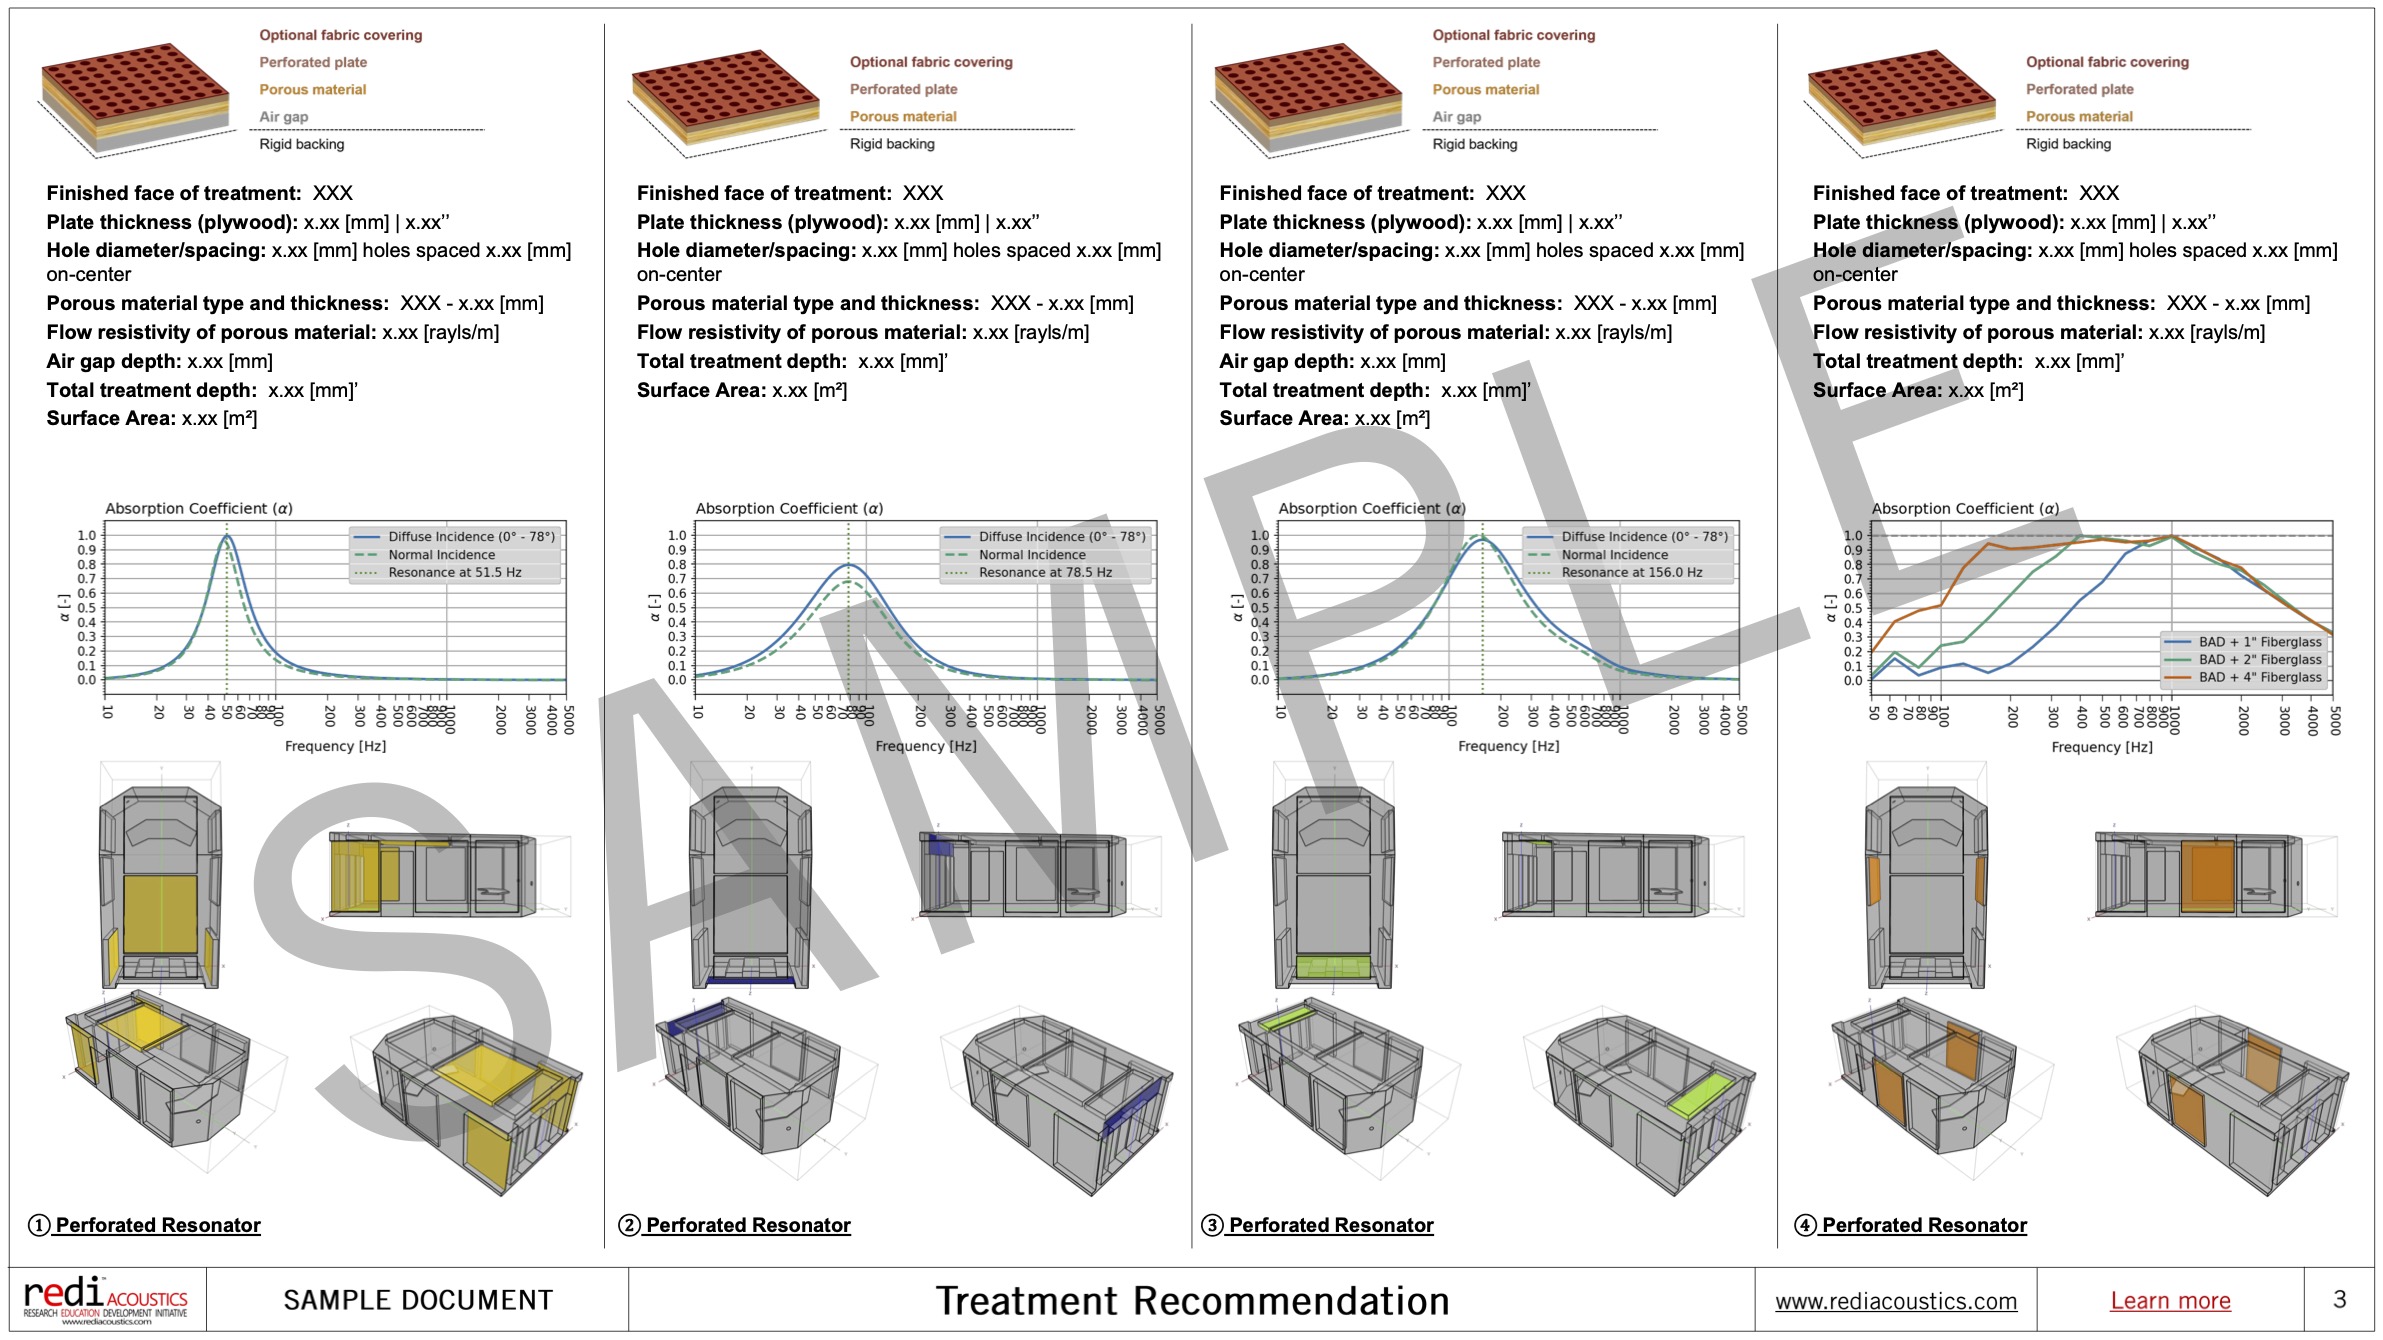 Optional fabric covering
Perforated plate
Porous material
Air gap
Rigid backing
Finished face of treatment: XXX
Plate thickness (plywood): x.xx [mm] | x.xx’’
Hole diameter/spacing: x.xx [mm] holes spaced x.xx [mm]
on-center
Porous material type and thickness: XXX - x.xx [mm]
Flow resistivity of porous material: x.xx [rayls/m]
Air gap depth: x.xx [mm]
Total treatment depth: x.xx [mm]’
Surface Area: x.xx [m²]
Absorption Coefficient (α)
Diffuse Incidence (0° - 78°)
Normal Incidence
Resonance at 51.5 Hz
α [-]
1.0
0.9
0.8
0.7
0.6
0.5
0.4
0.3
0.2
0.1
0.0
10 20 30 40 50 60 70 80 90 100 200 300 400 500 600 700 800 900 1000 2000 3000 4000 5000
Frequency [Hz]
① Perforated Resonator
Optional fabric covering
Perforated plate
Porous material
Rigid backing
Finished face of treatment: XXX
Plate thickness (plywood): x.xx [mm] | x.xx’’
Hole diameter/spacing: x.xx [mm] holes spaced x.xx [mm]
on-center
Porous material type and thickness: XXX - x.xx [mm]
Flow resistivity of porous material: x.xx [rayls/m]
Total treatment depth: x.xx [mm]’
Surface Area: x.xx [m²]
Absorption Coefficient (α)
Diffuse Incidence (0° - 78°)
Normal Incidence
Resonance at 78.5 Hz
α [-]
1.0
0.9
0.8
0.7
0.6
0.5
0.4
0.3
0.2
0.1
0.0
10 20 30 40 50 60 70 80 90 100 200 300 400 500 600 700 800 900 1000 2000 3000 4000 5000
Frequency [Hz]
② Perforated Resonator
Optional fabric covering
Perforated plate
Porous material
Air gap
Rigid backing
Finished face of treatment: XXX
Plate thickness (plywood): x.xx [mm] | x.xx’’
Hole diameter/spacing: x.xx [mm] holes spaced x.xx [mm]
on-center
Porous material type and thickness: XXX - x.xx [mm]
Flow resistivity of porous material: x.xx [rayls/m]
Air gap depth: x.xx [mm]
Total treatment depth: x.xx [mm]’
Surface Area: x.xx [m²]
Absorption Coefficient (α)
Diffuse Incidence (0° - 78°)
Normal Incidence
Resonance at 156.0 Hz
α [-]
1.0
0.9
0.8
0.7
0.6
0.5
0.4
0.3
0.2
0.1
0.0
10 20 30 40 50 60 70 80 90 100 200 300 400 500 600 700 800 900 1000 2000 3000 4000 5000
Frequency [Hz]
③ Perforated Resonator
Optional fabric covering
Perforated plate
Porous material
Rigid backing
Finished face of treatment: XXX
Plate thickness (plywood): x.xx [mm] | x.xx’’
Hole diameter/spacing: x.xx [mm] holes spaced x.xx [mm]
on-center
Porous material type and thickness: XXX - x.xx [mm]
Flow resistivity of porous material: x.xx [rayls/m]
Total treatment depth: x.xx [mm]’
Surface Area: x.xx [m²]
Absorption Coefficient (α)
α [-]
1.0
0.9
0.8
0.7
0.6
0.5
0.4
0.3
0.2
0.1
0.0
BAD + 1" Fiberglass
BAD + 2" Fiberglass
BAD + 4" Fiberglass
50 60 70 80 90 100 200 300 400 500 600 700 800 900 1000 2000 3000 4000 5000
Frequency [Hz]
④ Perforated Resonator
SAMPLE
redi ACOUSTICS
RESEARCH EDUCATION DEVELOPMENT INITIATIVE
www.rediacoustics.com
SAMPLE DOCUMENT
Treatment Recommendation
www.rediacoustics.com
Learn more
3